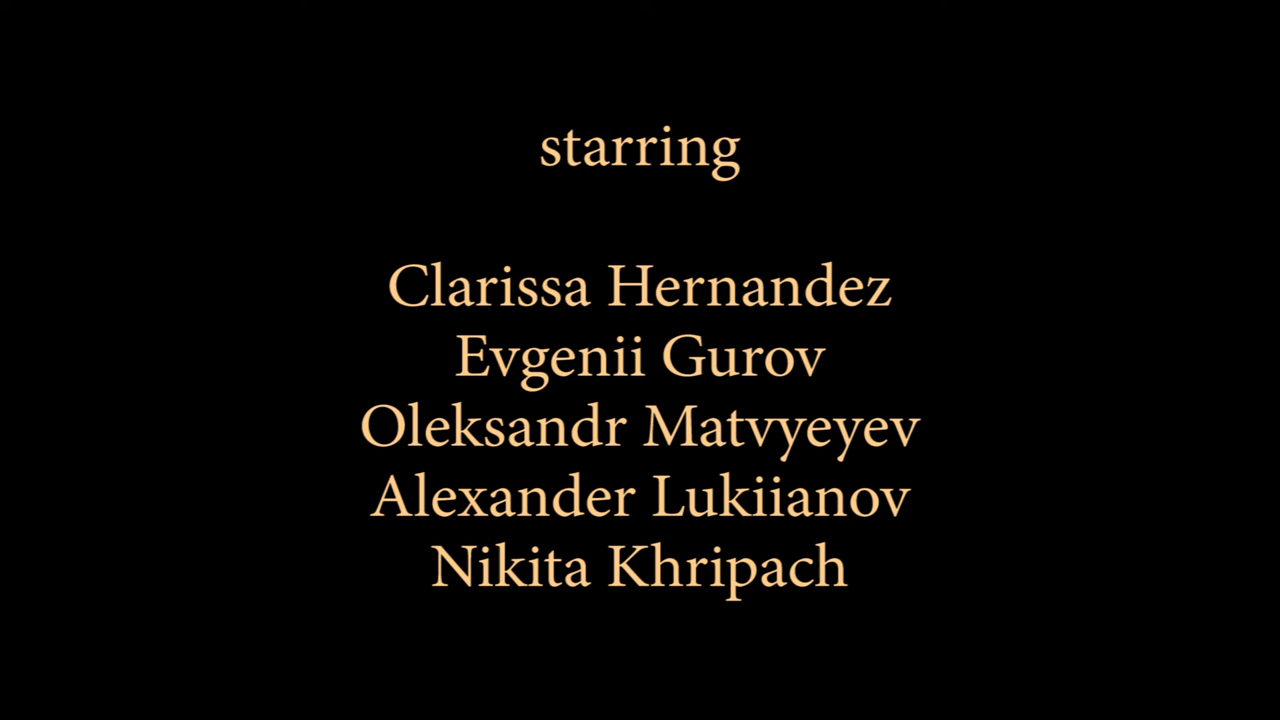 starring
Clarissa Hernandez
Evgenii Gurov
Oleksandr Matvyeyev
Alexander Lukiianov
Nikita Khripach